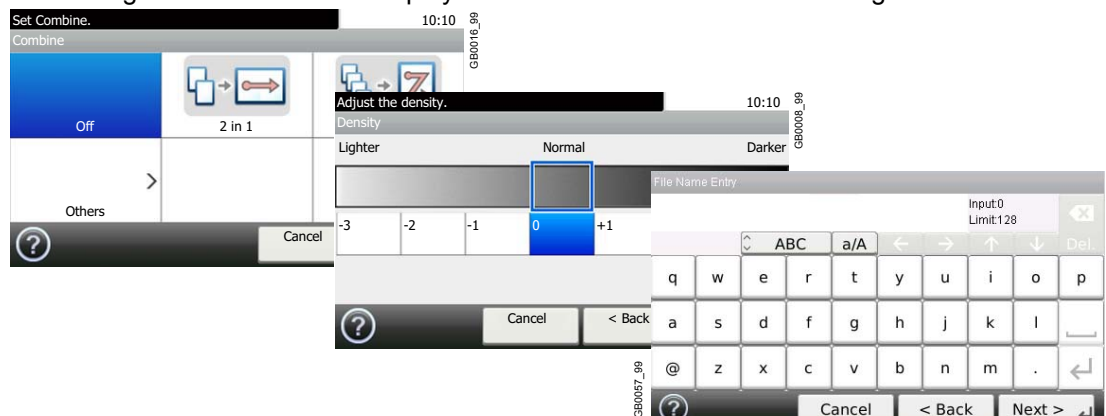 Set Combine. 10:10
Combine
Off
2 in 1
Others
Cancel
GB0016_99
Adjust the density. 10:10
Density
Lighter Normal Darker
-3 -2 -1 0 +1
Cancel < Back
GB0008_99
File Name Entry
Input:0
Limit:128
ABC a/A Del.
q w e r t y u i o p
a s d f g h j k l
@ z x c v b n m .
Cancel < Back Next >
GB0057_99